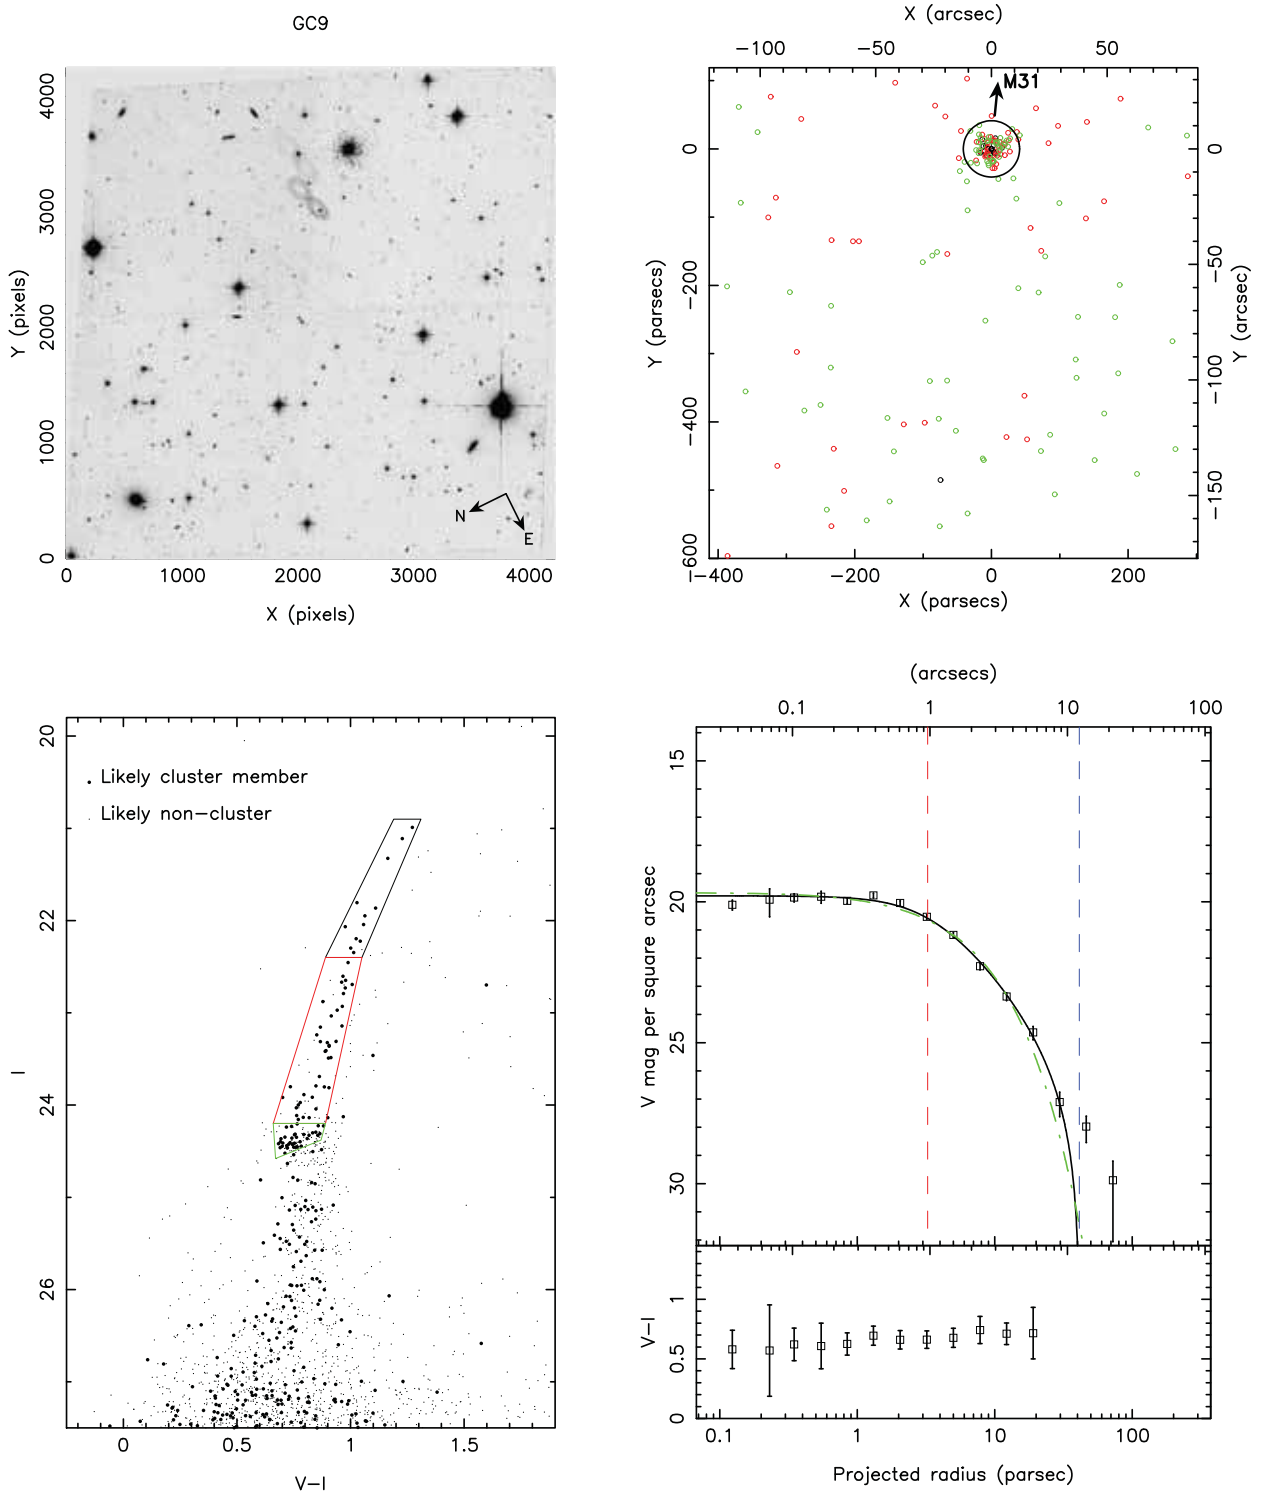 GC9
4000
3000
2000
1000
0
Y (pixels)
N
E
0 1000 2000 3000 4000
X (pixels)
X (arcsec)
−100 −50 0 50
M31
0
−200
−400
−600
Y (parsecs)
0
−50
−100
−150
Y (arcsec)
−400 −200 0 200
X (parsecs)
20
22
24
26
I
Likely cluster member
Likely non−cluster
0 0.5 1 1.5
V−I
(arcsecs)
0.1 1 10 100
15
20
25
30
V mag per square arcsec
1
0.5
0
V−I
0.1 1 10 100
Projected radius (parsec)